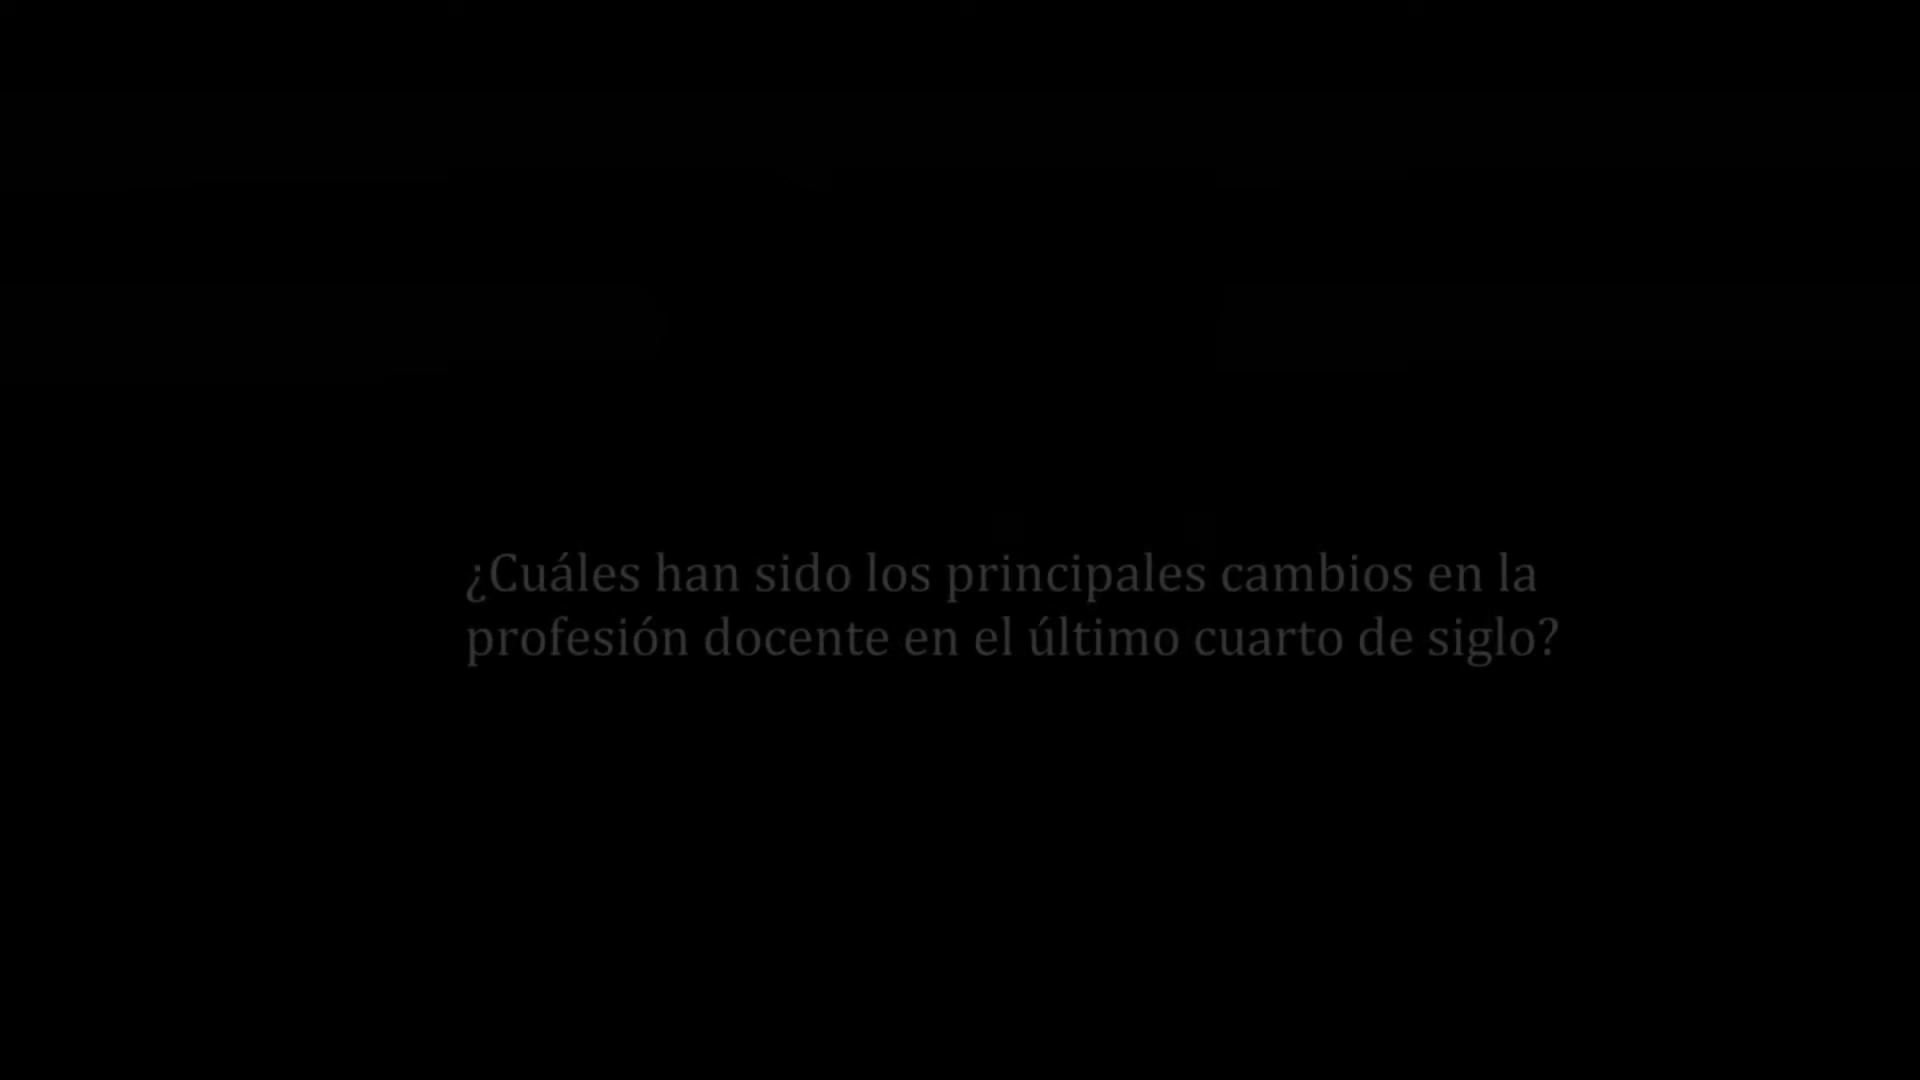 ¿Cuáles han sido los principales cambios en la
profesión docente en el último cuarto de siglo?